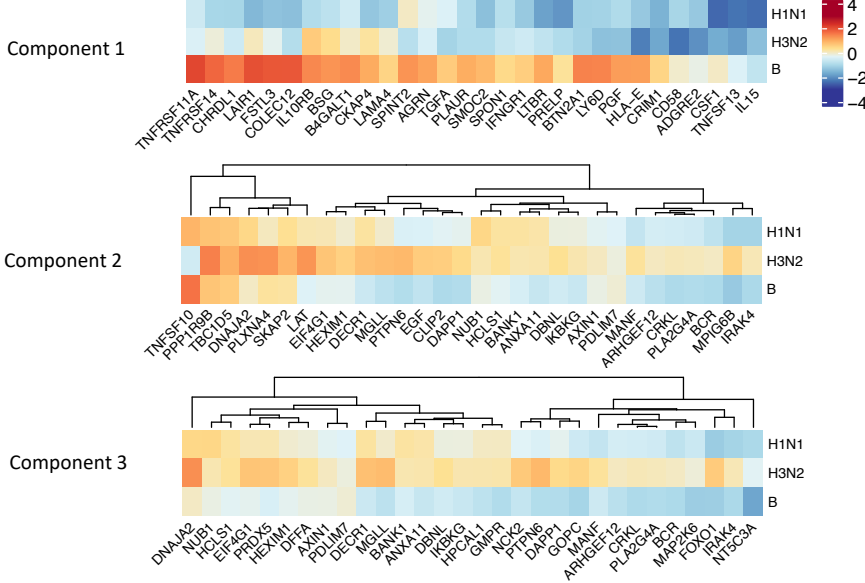 4
2
0
−2
−4
H1N1
H3N2
B
Component 1
TNFRSF11A TNFRSF14 CHRDL1 LAIR1 FSTL3 COLEC12 IL10RB BSG B4GALT1 CKAP4 LAMA4 SPINT2 AGRN TGFA PLAUR SMOC2 SPON1 IFNGR1 LTBR PRELP BTN2A1 LY6D PGF HLA−E CRIM1 CD58 ADGRE2 CSF1 TNFSF13 IL15
H1N1
H3N2
B
Component 2
TNFSF10 PPP1R9B TBC1D5 DNAJA2 PLXNA4 SKAP2 LAT EIF4G1 HEXIM1 DECR1 MGLL PTPN6 EGF CLIP2 DAPP1 NUB1 HCLS1 BANK1 ANXA11 DBNL IKBKG AXIN1 PDLIM7 MANF ARHGEF12 CRKL PLA2G4A BCR MPIG6B IRAK4
H1N1
H3N2
B
Component 3
DNAJA2 NUB1 HCLS1 EIF4G1 PRDX5 HEXIM1 DFFA AXIN1 PDLIM7 DECR1 MGLL BANK1 ANXA11 DBNL IKBKG HPCAL1 GMPR NCK2 PTPN6 DAPP1 GOPC MANF ARHGEF12 CRKL PLA2G4A BCR MAP2K6 FOXO1 IRAK4 NT5C3A